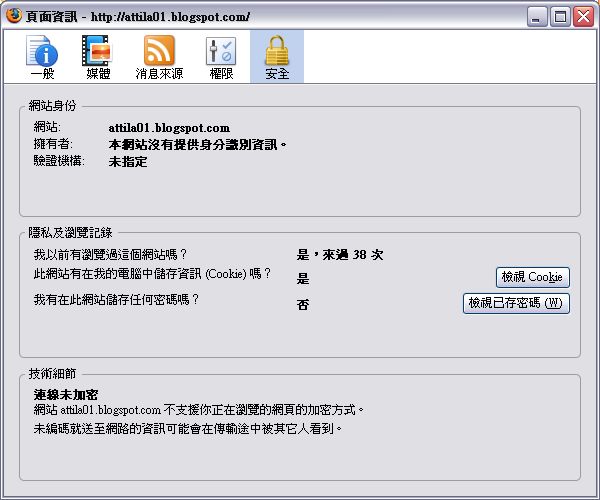 頁面資訊 - http://attila01.blogspot.com/
一般
媒體
消息來源
權限
安全
網站身份
網站: attila01.blogspot.com
擁有者: 本網站沒有提供身分識別資訊。
驗證機構: 未指定
隱私及瀏覽記錄
我以前有瀏覽過這個網站嗎？ 是，來過 38 次
此網站有在我的電腦中儲存資訊 (Cookie) 嗎？ 是 檢視 Cookie
我有在此網站儲存任何密碼嗎？ 否 檢視已存密碼 (W)
技術細節
連線未加密
網站 attila01.blogspot.com 不支援你正在瀏覽的網頁的加密方式。
未編碼就送至網路的資訊可能會在傳輸途中被其它人看到。